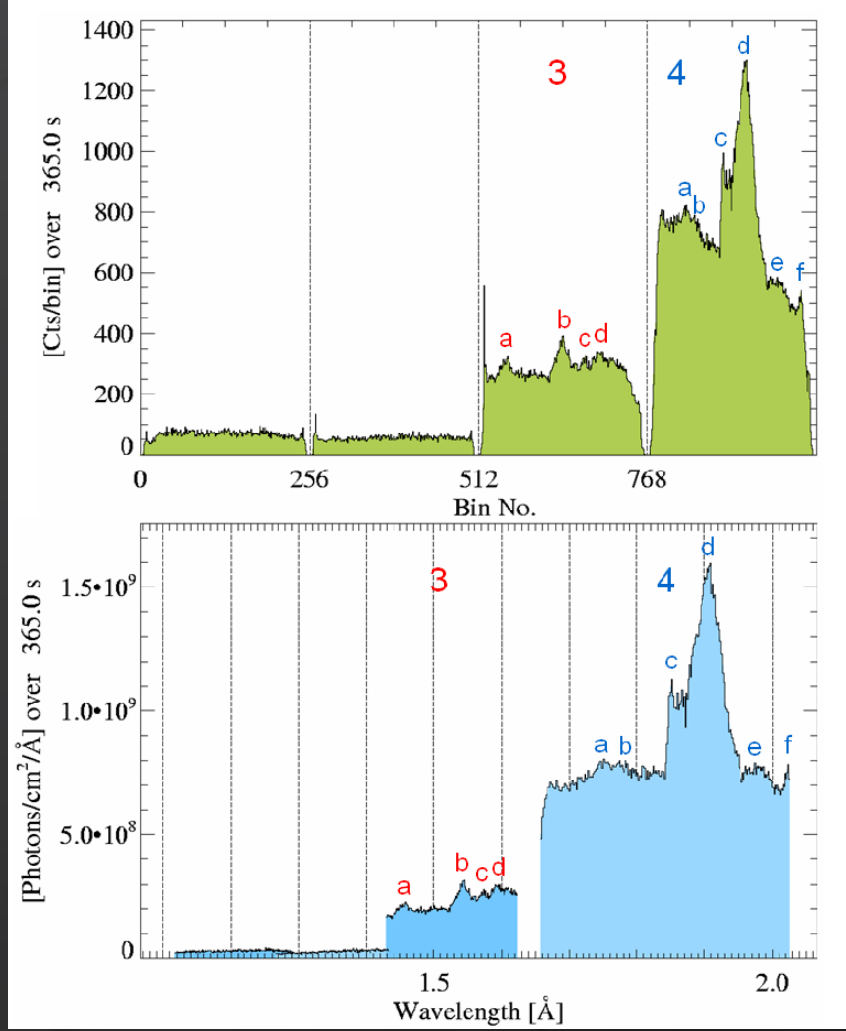 1400
1200
1000
800
600
400
200
0
[Cts/bin] over 365.0 s
3
4
a
b
c
d
a
b
c
d
e
f
0 256 512 768
Bin No.
1.5•10⁹
1.0•10⁹
5.0•10⁸
0
[Photons/cm²/Å] over 365.0 s
3
4
a
b
c
d
a
b
c
d
e
f
1.5 2.0
Wavelength [Å]